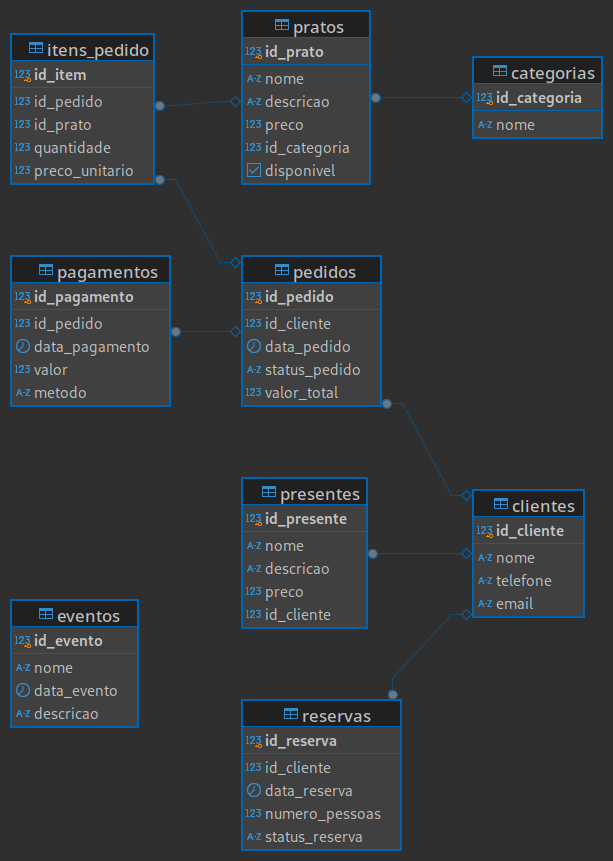 itens_pedido
123 id_item
123 id_pedido
123 id_prato
123 quantidade
123 preco_unitario
pratos
123 id_prato
A-Z nome
A-Z descricao
123 preco
123 id_categoria
disponivel
categorias
123 id_categoria
A-Z nome
pagamentos
123 id_pagamento
123 id_pedido
data_pagamento
123 valor
A-Z metodo
pedidos
123 id_pedido
123 id_cliente
data_pedido
A-Z status_pedido
123 valor_total
presentes
123 id_presente
A-Z nome
A-Z descricao
123 preco
123 id_cliente
clientes
123 id_cliente
A-Z nome
A-Z telefone
A-Z email
eventos
123 id_evento
A-Z nome
data_evento
A-Z descricao
reservas
123 id_reserva
123 id_cliente
data_reserva
123 numero_pessoas
A-Z status_reserva